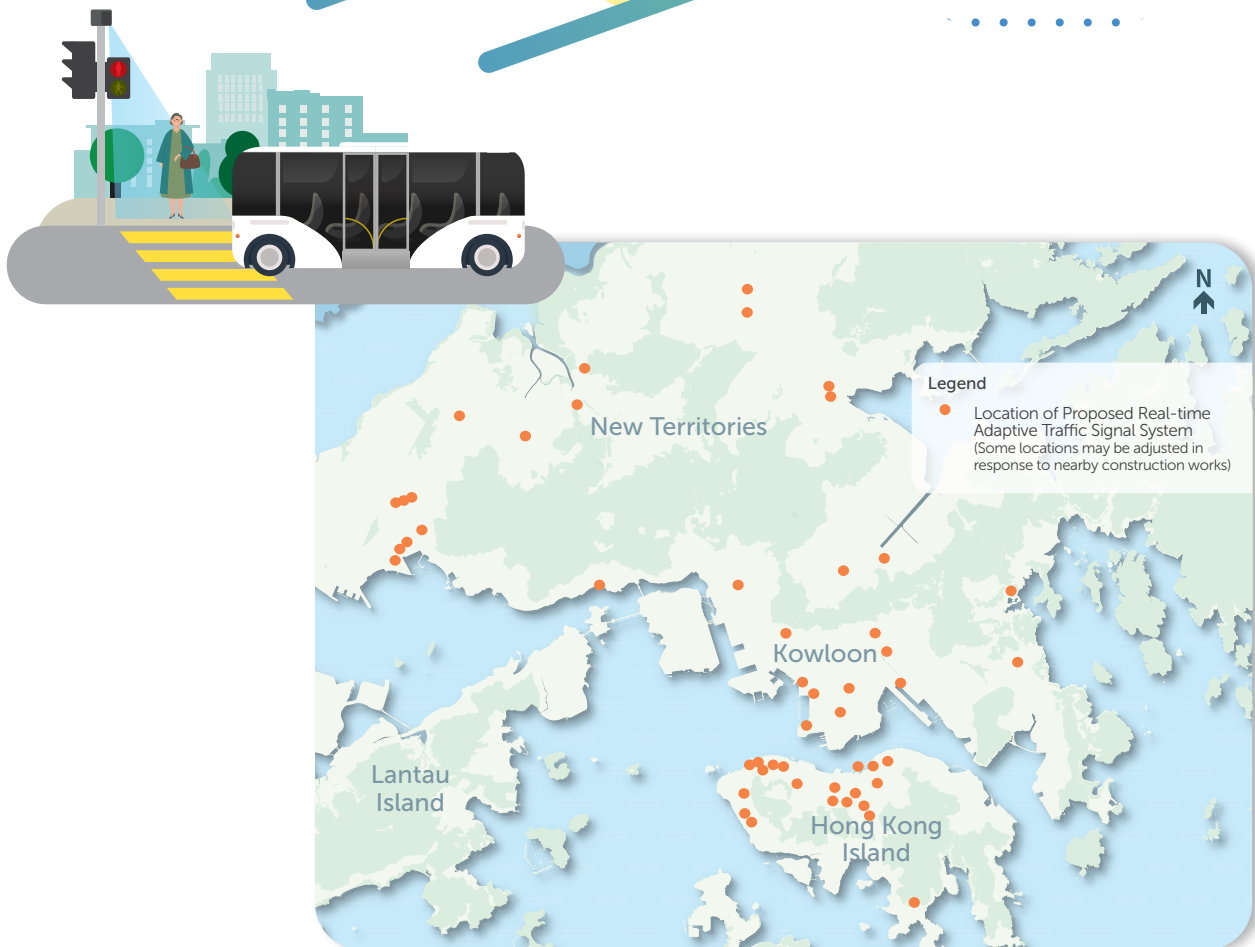 N
Legend
Location of Proposed Real-time
Adaptive Traffic Signal System
(Some locations may be adjusted in
response to nearby construction works)
New Territories
Kowloon
Lantau
Island
Hong Kong
Island